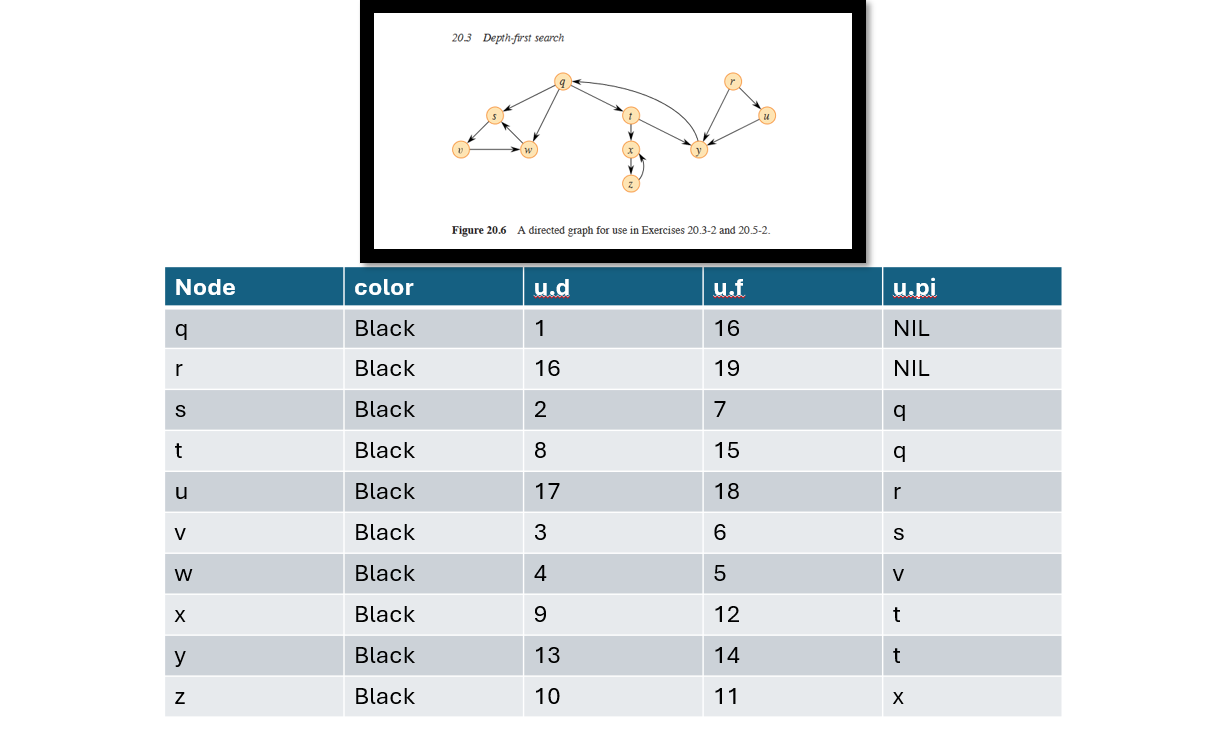 20.3 Depth-first search
q
r
s
t
u
v
w
x
y
z
Figure 20.6 A directed graph for use in Exercises 20.3-2 and 20.5-2.
Node color u.d u.f u.pi
q Black 1 16 NIL
r Black 16 19 NIL
s Black 2 7 q
t Black 8 15 q
u Black 17 18 r
v Black 3 6 s
w Black 4 5 v
x Black 9 12 t
y Black 13 14 t
z Black 10 11 x